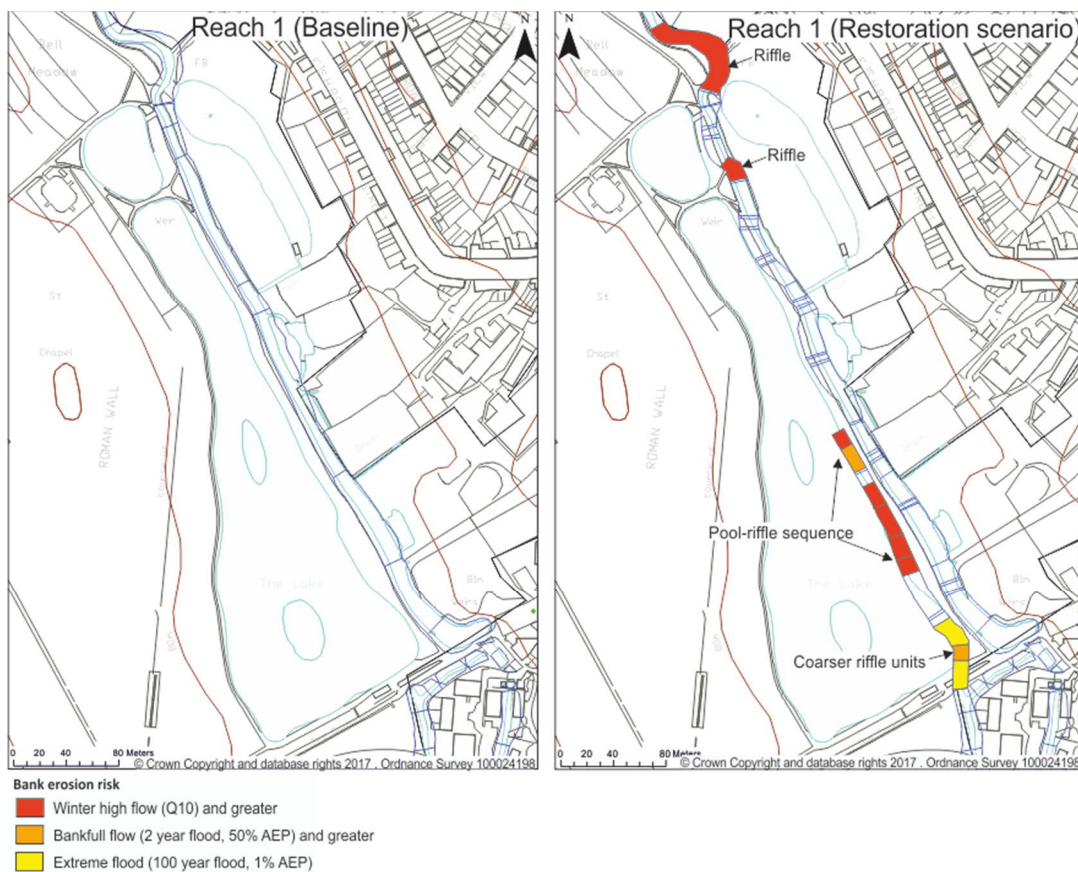 Reach 1 (Baseline)
N
Bell
Meadow
FB
FISHPOOL
Weir
St
Chapel
ROMAN WALL
The Lake
0 20 40 80 Meters
© Crown Copyright and database rights 2017 . Ordnance Survey 100024198
N
Reach 1 (Restoration scenario)
Bell
Meadow
Riffle
Riffle
Weir
St
Chapel
ROMAN WALL
Pool-riffle sequence
The Lake
Coarser riffle units
0 20 40 80 Meters
© Crown Copyright and database rights 2017 . Ordnance Survey 100024198
Bank erosion risk
Winter high flow (Q10) and greater
Bankfull flow (2 year flood, 50% AEP) and greater
Extreme flood (100 year flood, 1% AEP)